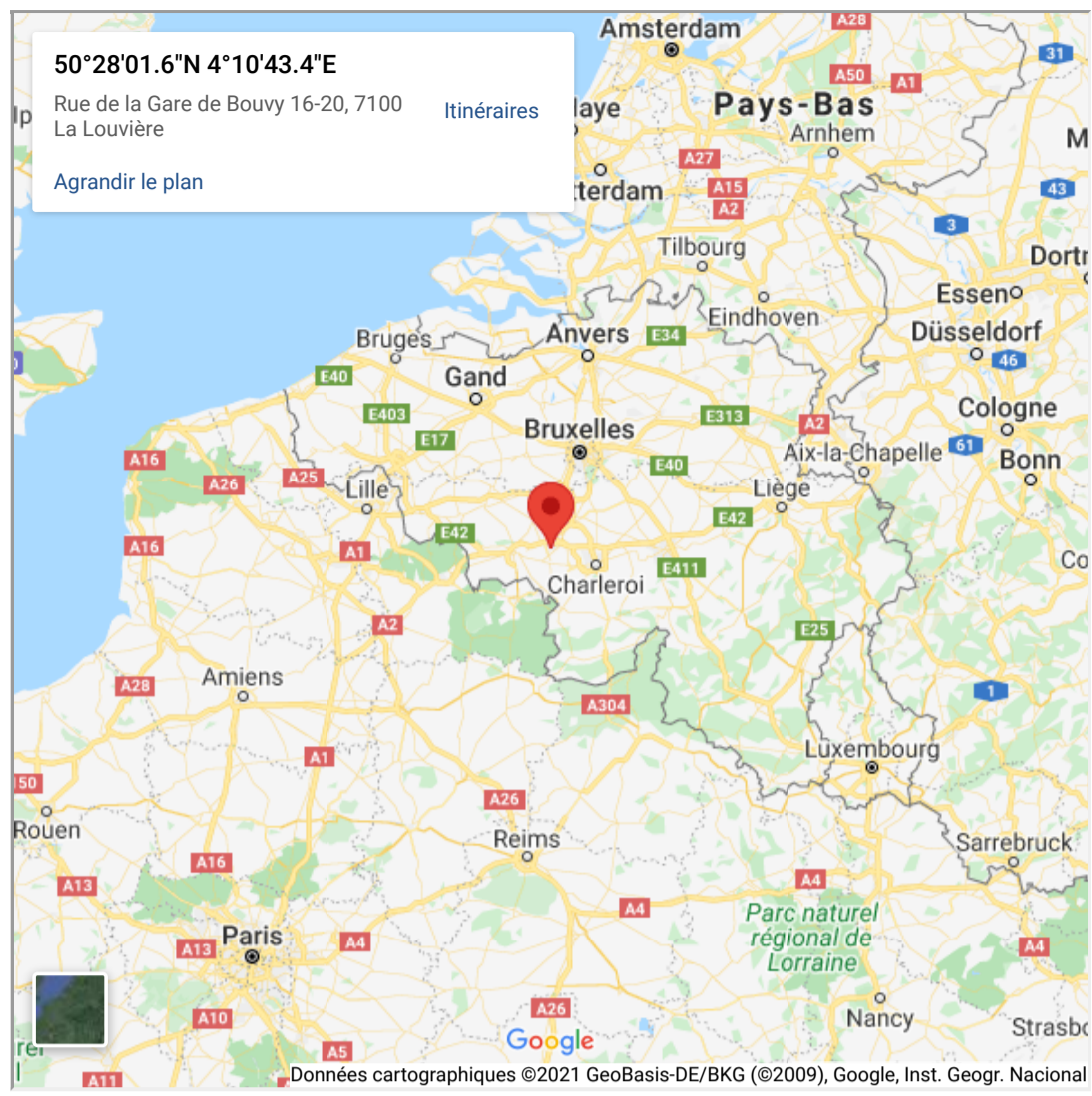 50°28'01.6"N 4°10'43.4"E
Rue de la Gare de Bouvy 16-20, 7100
La Louvière
Itinéraires
Agrandir le plan
Amsterdam
A28
31
A50
A1
Pays-Bas
Arnhem
A27
A15
43
A2
3
Tilbourg
Essen
Eindhoven
Düsseldorf
46
Bruges
Anvers
E34
E40
Gand
E403
E313
A2
Cologne
E17
Bruxelles
61
Aix-la-Chapelle
Bonn
A16
A26
A25
Lille
E40
Liège
E42
E42
A16
A1
E411
Charleroi
A2
E25
Amiens
A28
A304
1
A1
Luxembourg
A26
Rouen
Reims
Sarrebruck
A16
A13
A4
A4
Parc naturel
régional de
Lorraine
Paris
A13
A4
A4
A10
A26
Nancy
Google
A5
A11
Données cartographiques ©2021 GeoBasis-DE/BKG (©2009), Google, Inst. Geogr. Nacional